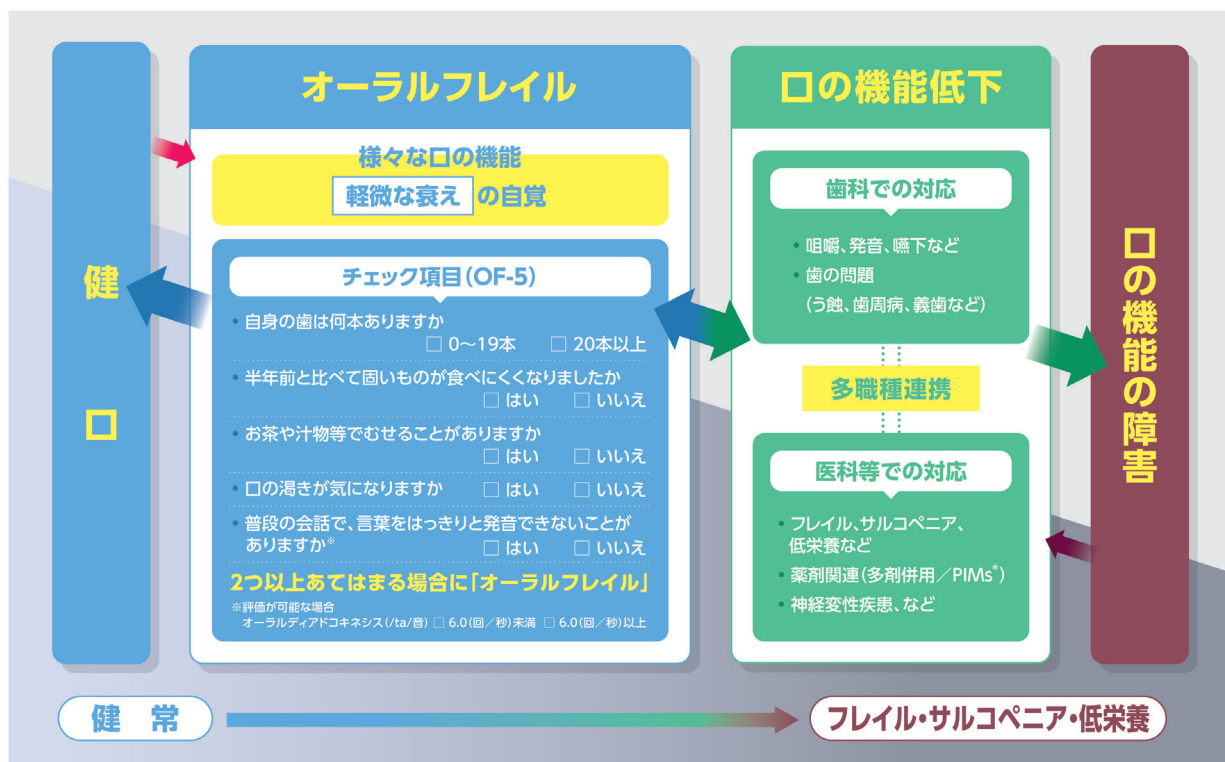 健口
オーラルフレイル
様々な口の機能
軽微な衰え の自覚
チェック項目(OF-5)
・自身の歯は何本ありますか
□ 0〜19本 □ 20本以上
・半年前と比べて固いものが食べにくくなりましたか
□ はい □ いいえ
・お茶や汁物等でむせることがありますか
□ はい □ いいえ
・口の渇きが気になりますか □ はい □ いいえ
・普段の会話で、言葉をはっきりと発音できないことが
ありますか※ □ はい □ いいえ
2つ以上あてはまる場合に「オーラルフレイル」
※評価が可能な場合
オーラルディアドコキネシス(/ta/音) □ 6.0(回/秒)未満 □ 6.0(回/秒)以上
口の機能低下
歯科での対応
・咀嚼、発音、嚥下など
・歯の問題
(う蝕、歯周病、義歯など)
多職種連携
医科等での対応
・フレイル、サルコペニア、
低栄養など
・薬剤関連(多剤併用/PIMs*)
・神経変性疾患、など
口の機能の障害
健常
フレイル・サルコペニア・低栄養